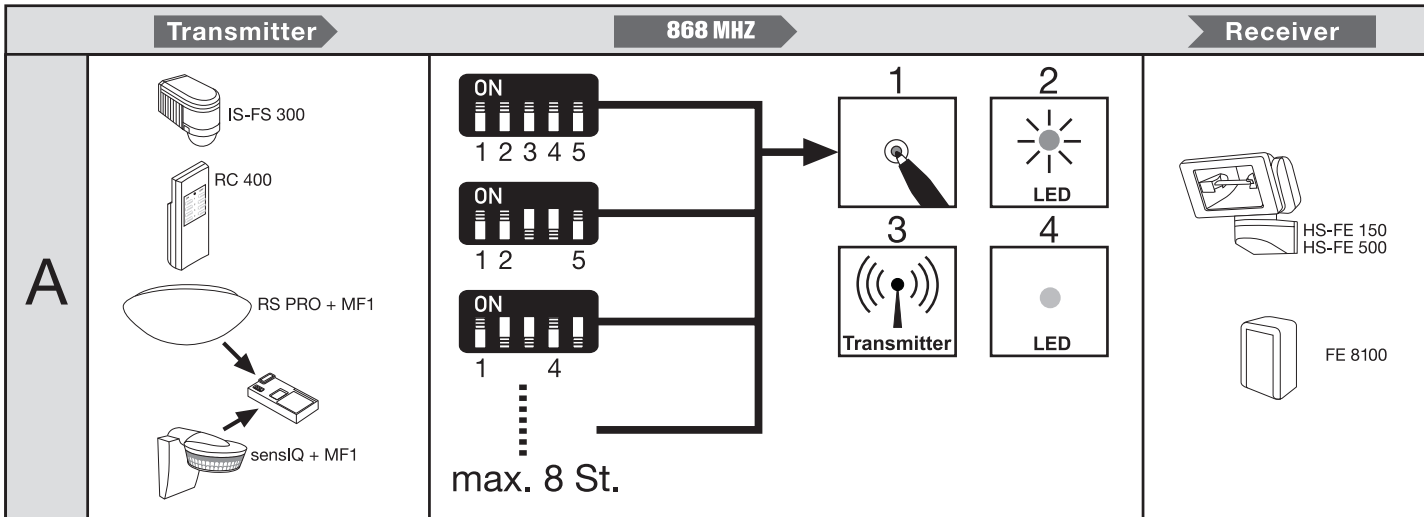 Transmitter
868 MHZ
Receiver
A
IS-FS 300
RC 400
RS PRO + MF1
sensIQ + MF1
ON
1 2 3 4 5
ON
1 2 5
ON
1 4
max. 8 St.
1
2
LED
3
Transmitter
4
LED
HS-FE 150
HS-FE 500
FE 8100